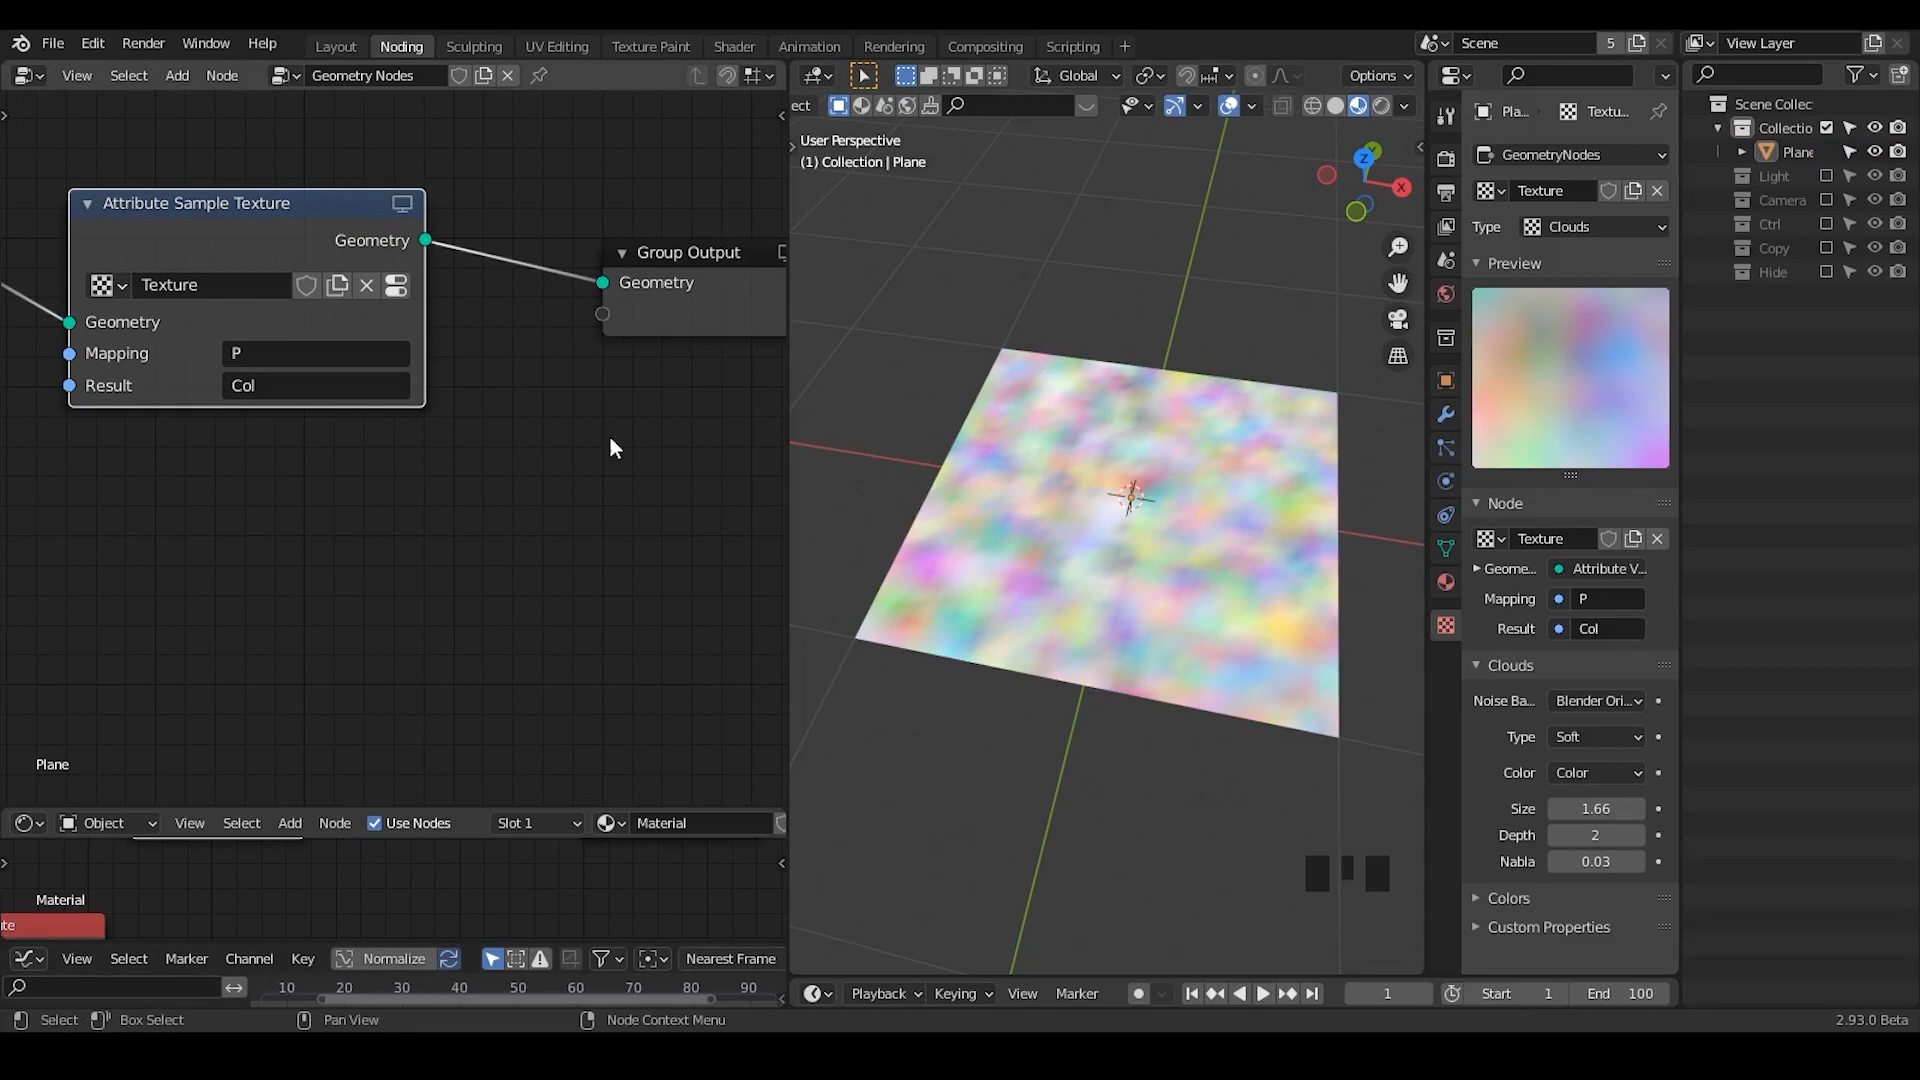 File Edit Render Window Help
Layout Noding Sculpting UV Editing Texture Paint Shader Animation Rendering Compositing Scripting +
Scene 5
View Layer
View Select Add Node
Geometry Nodes
Global
Options
ect
User Perspective
(1) Collection | Plane
Z
X
Attribute Sample Texture
Geometry
Texture
Geometry
Mapping P
Result Col
Group Output
Geometry
Plane
Object View Select Add Node Use Nodes Slot 1 Material
Material
te
View Select Marker Channel Key Normalize Nearest Frame
10 20 30 40 50 60 70 80 90
Playback Keying View Marker 1 Start 1 End 100
Select Box Select Pan View Node Context Menu 2.93.0 Beta
Pla... Textu...
GeometryNodes
Texture
Type Clouds
Preview
Node
Texture
Geome... Attribute V...
Mapping P
Result Col
Clouds
Noise Ba... Blender Ori...
Type Soft
Color Color
Size 1.66
Depth 2
Nabla 0.03
Colors
Custom Properties
Scene Collec
Collectio
Plane
Light
Camera
Ctrl
Copy
Hide